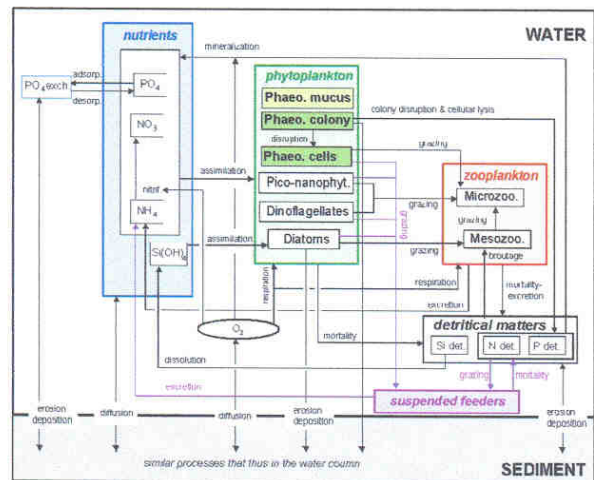 WATER
nutrients
mineralization
adsorp.
PO4exch
PO4
desorp.
phytoplankton
Phaeo. mucus
Phaeo. colony
colony disruption & cellular lysis
disruption
NO3
Phaeo. cells
grazing
zooplankton
assimilation
Pico-nanophyt.
nitrif
grazing
Microzoo.
NH4
Dinoflagellates
grazing
grazing
Si(OH)4
assimilation
Diatoms
grazing
Mesozoo.
broutage
respiration
respiration
mortality-
excretion
excretion
O2
mortality
detritical matters
Si det.
N det.
P det.
dissolution
excretion
grazing
mortality
suspended feeders
erosion
deposition
diffusion
diffusion
erosion
deposition
erosion
deposition
similar processes that thus in the water coumn
SEDIMENT